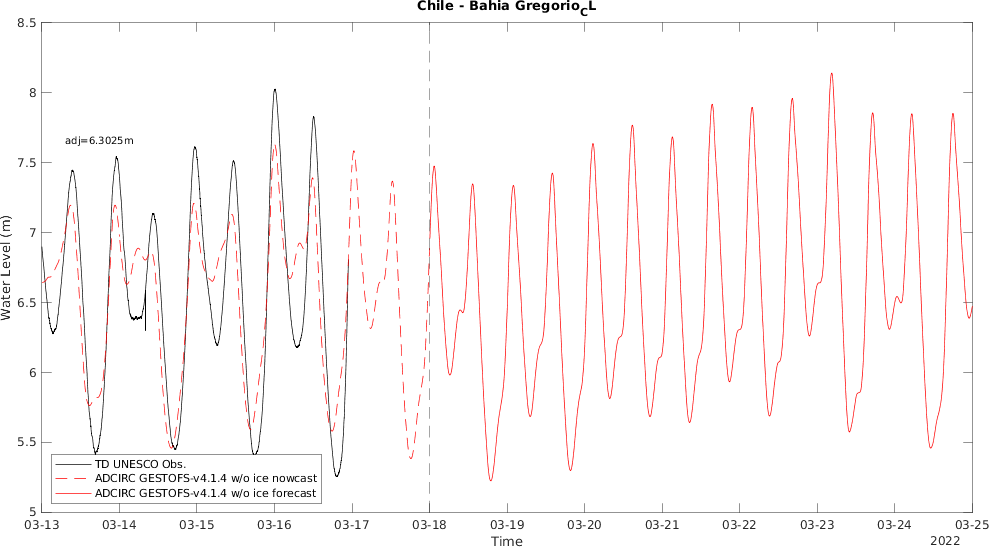 Chile - Bahia Gregorio_CL
8.5
8
7.5
7
6.5
6
5.5
5
Water Level (m)
adj=6.3025m
TD UNESCO Obs.
ADCIRC GESTOFS-v4.1.4 w/o ice nowcast
ADCIRC GESTOFS-v4.1.4 w/o ice forecast
03-13 03-14 03-15 03-16 03-17 03-18 03-19 03-20 03-21 03-22 03-23 03-24 03-25
Time
2022